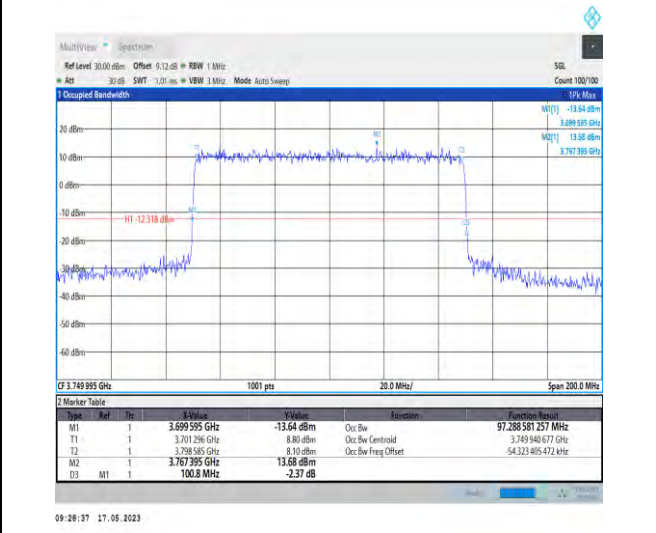 MultiView Spectrum
Ref Level 30.00 dBm Offset 9.12 dB RBW 1 MHz SGL
Att 30 dB SWT 1.01 ms VBW 3 MHz Mode Auto Sweep Count 100/100
1 Occupied Bandwidth 1Pk Max
M1[1] -13.64 dBm
3.699 595 GHz
M2[1] 13.68 dBm
3.767 395 GHz
20 dBm
M2
T1
T2
10 dBm
0 dBm
-10 dBm
M1
H1 -12.318 dBm
D3
-20 dBm
-30 dBm
-40 dBm
-50 dBm
-60 dBm
CF 3.749 995 GHz 1001 pts 20.0 MHz/ Span 200.0 MHz
2 Marker Table
Type Ref Trc X-Value Y-Value Function Function Result
M1 1 3.699 595 GHz -13.64 dBm Occ Bw 97.288 581 257 MHz
T1 1 3.701 296 GHz 8.80 dBm Occ Bw Centroid 3.749 940 677 GHz
T2 1 3.798 585 GHz 8.10 dBm Occ Bw Freq Offset -54.323 405 472 kHz
M2 1 3.767 395 GHz 13.68 dBm
D3 M1 1 100.8 MHz -2.37 dB
Ready
09:28:37 17.05.2023